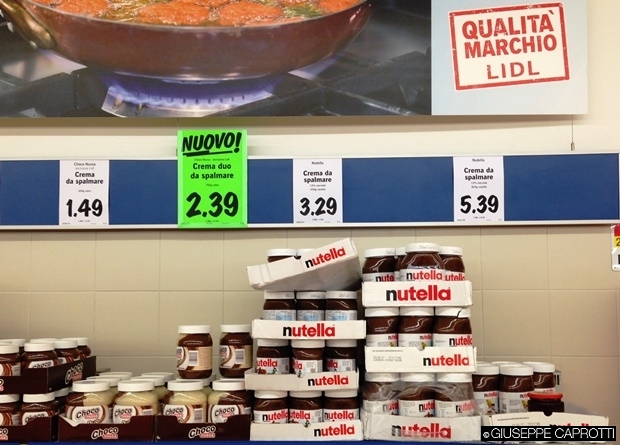 QUALITÀ
MARCHIO
LIDL
Choco Nussa
Crema
da spalmare
1.49
NUOVO!
Crema duo
da spalmare
2.39
Nutella
Crema da
spalmare
3.29
Nutella
Crema da
spalmare
5.39
nutella
nutella
nutella
nutella
nutella
nutella
nutella
nutella
Choco
Choco
Choco
Choco
Choco
©GIUSEPPE CAPROTTI